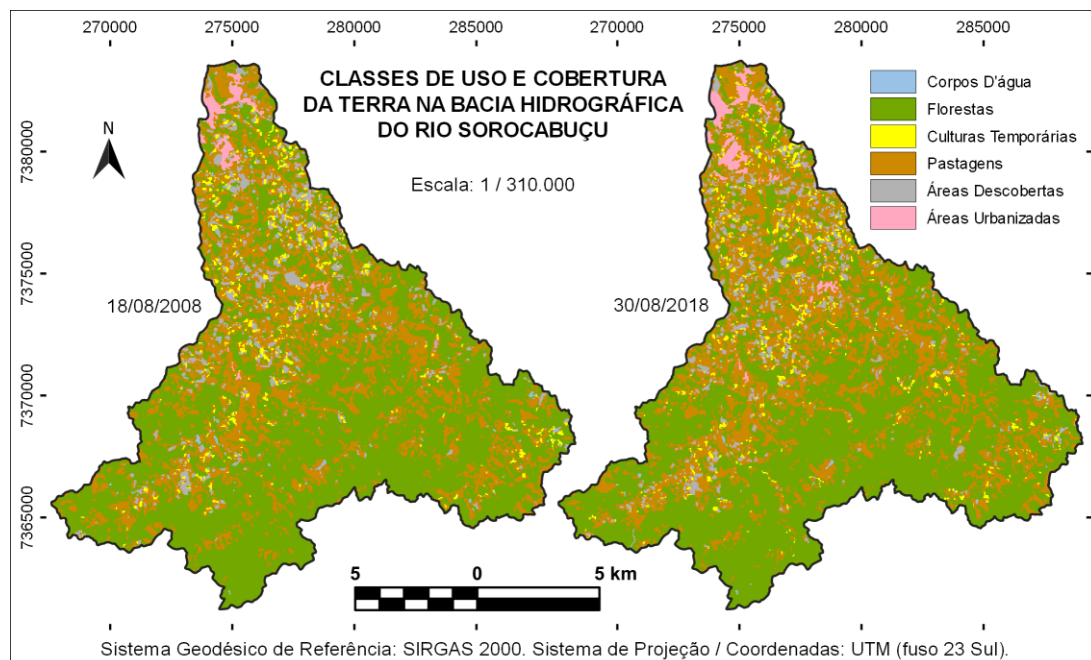 270000 275000 280000 285000 270000 275000 280000 285000
CLASSES DE USO E COBERTURA
DA TERRA NA BACIA HIDROGRÁFICA
DO RIO SOROCABUÇU
Escala: 1 / 310.000
N
Corpos D'água
Florestas
Culturas Temporárias
Pastagens
Áreas Descobertas
Áreas Urbanizadas
7380000
7375000
7370000
7365000
18/08/2008
30/08/2018
5 0 5 km
Sistema Geodésico de Referência: SIRGAS 2000. Sistema de Projeção / Coordenadas: UTM (fuso 23 Sul).